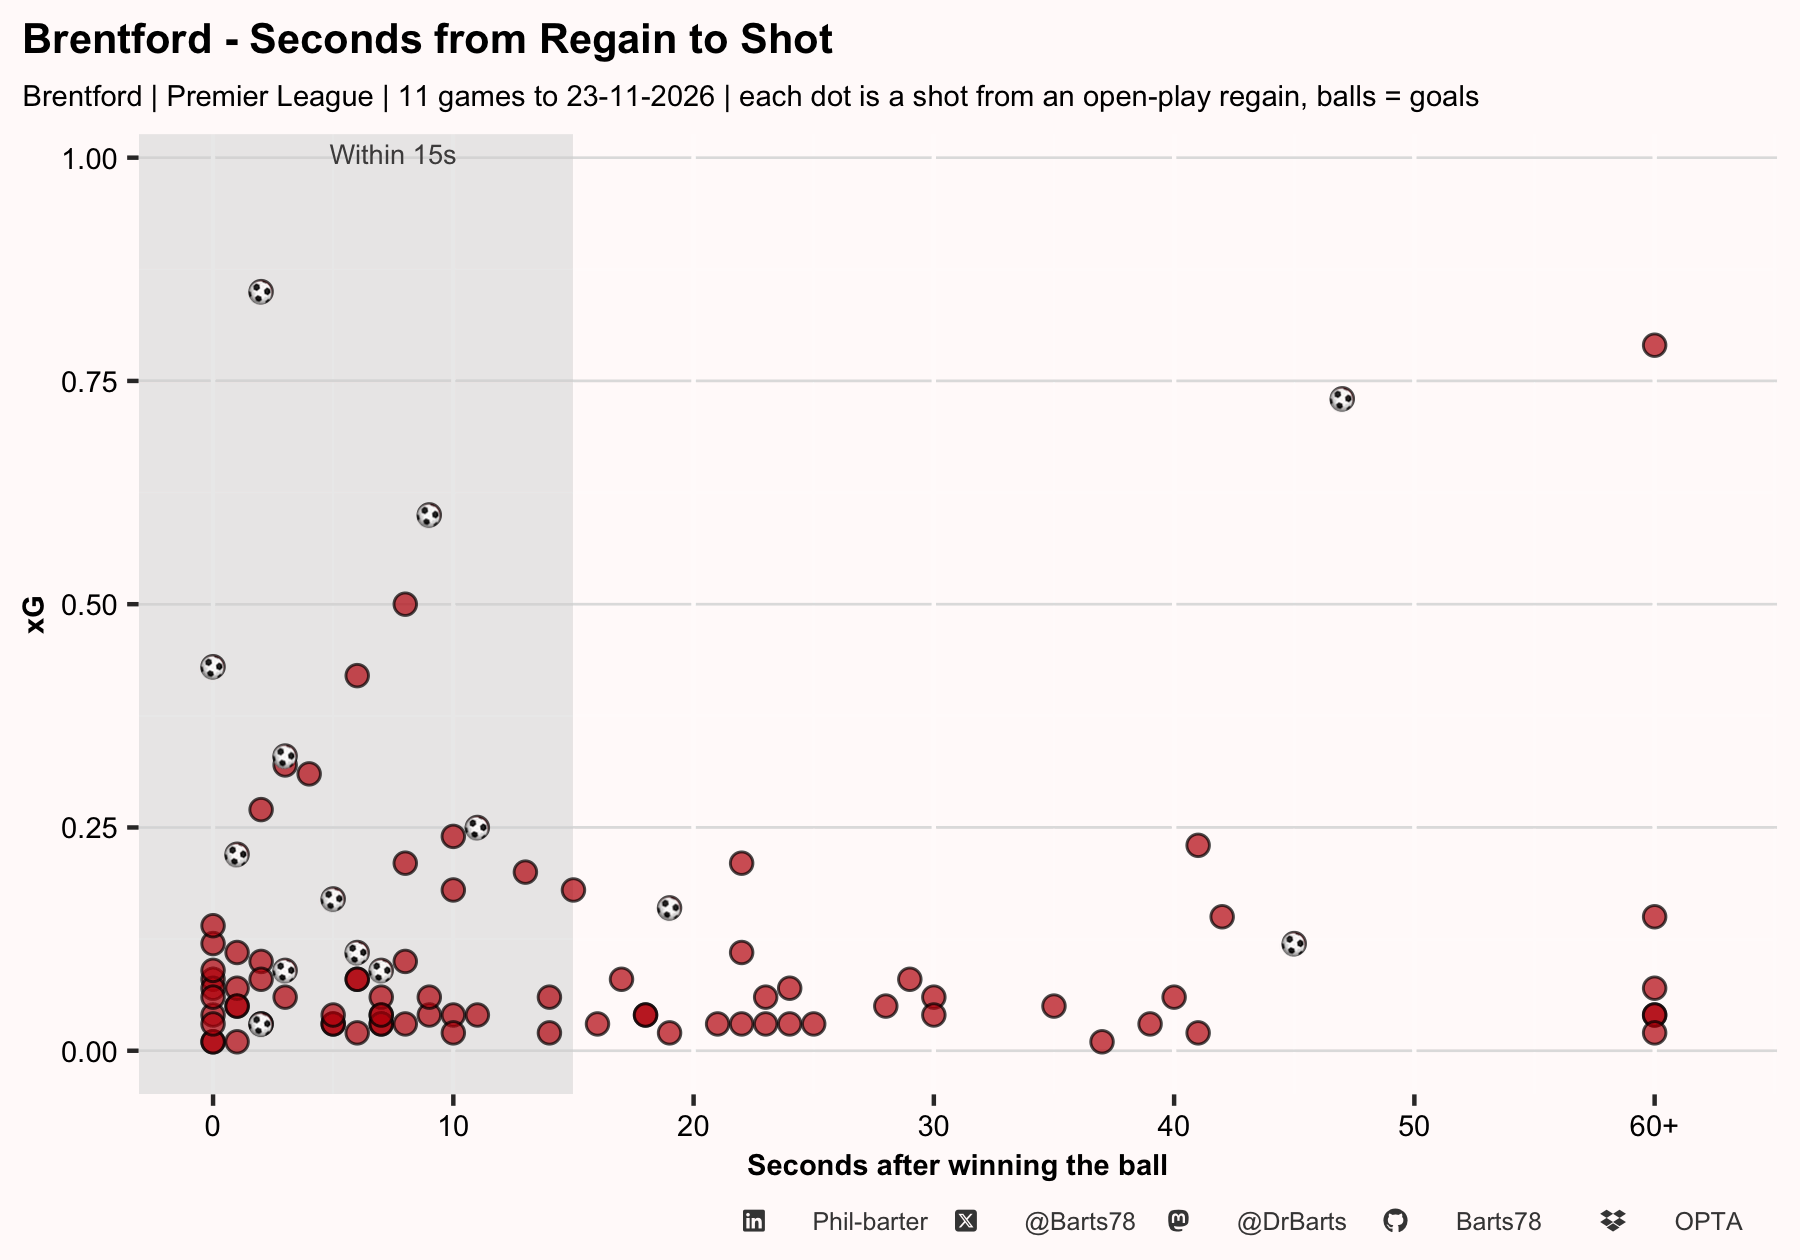 Brentford - Seconds from Regain to Shot
Brentford | Premier League | 11 games to 23-11-2026 | each dot is a shot from an open-play regain, balls = goals
Within 15s
1.00
0.75
0.50
0.25
0.00
xG
0 10 20 30 40 50 60+
Seconds after winning the ball
Phil-barter @Barts78 @DrBarts Barts78 OPTA